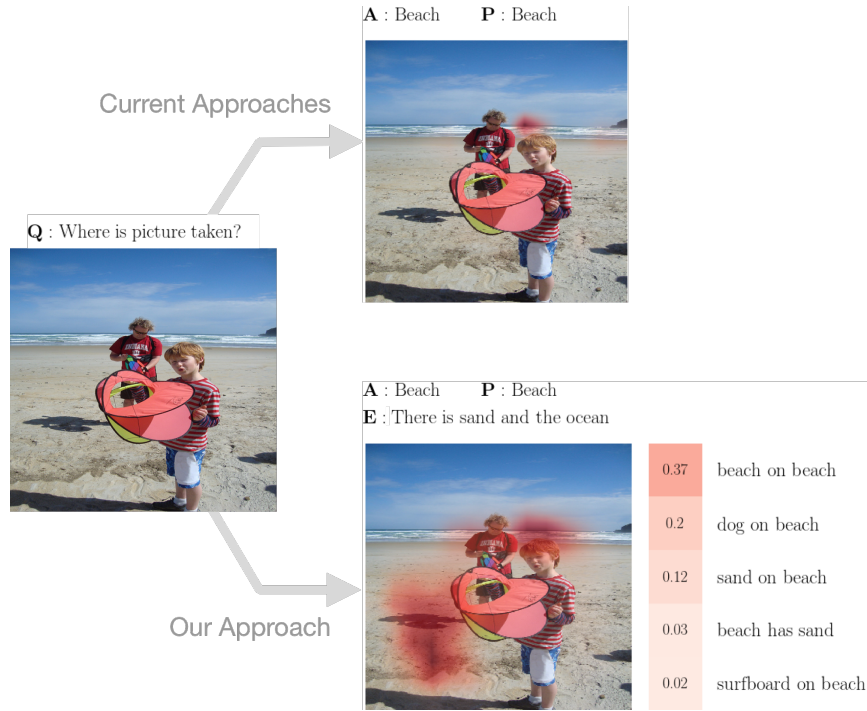 A : Beach P : Beach
Current Approaches
Q : Where is picture taken?
A : Beach P : Beach
E : There is sand and the ocean
0.37 beach on beach
0.2 dog on beach
0.12 sand on beach
0.03 beach has sand
0.02 surfboard on beach
Our Approach